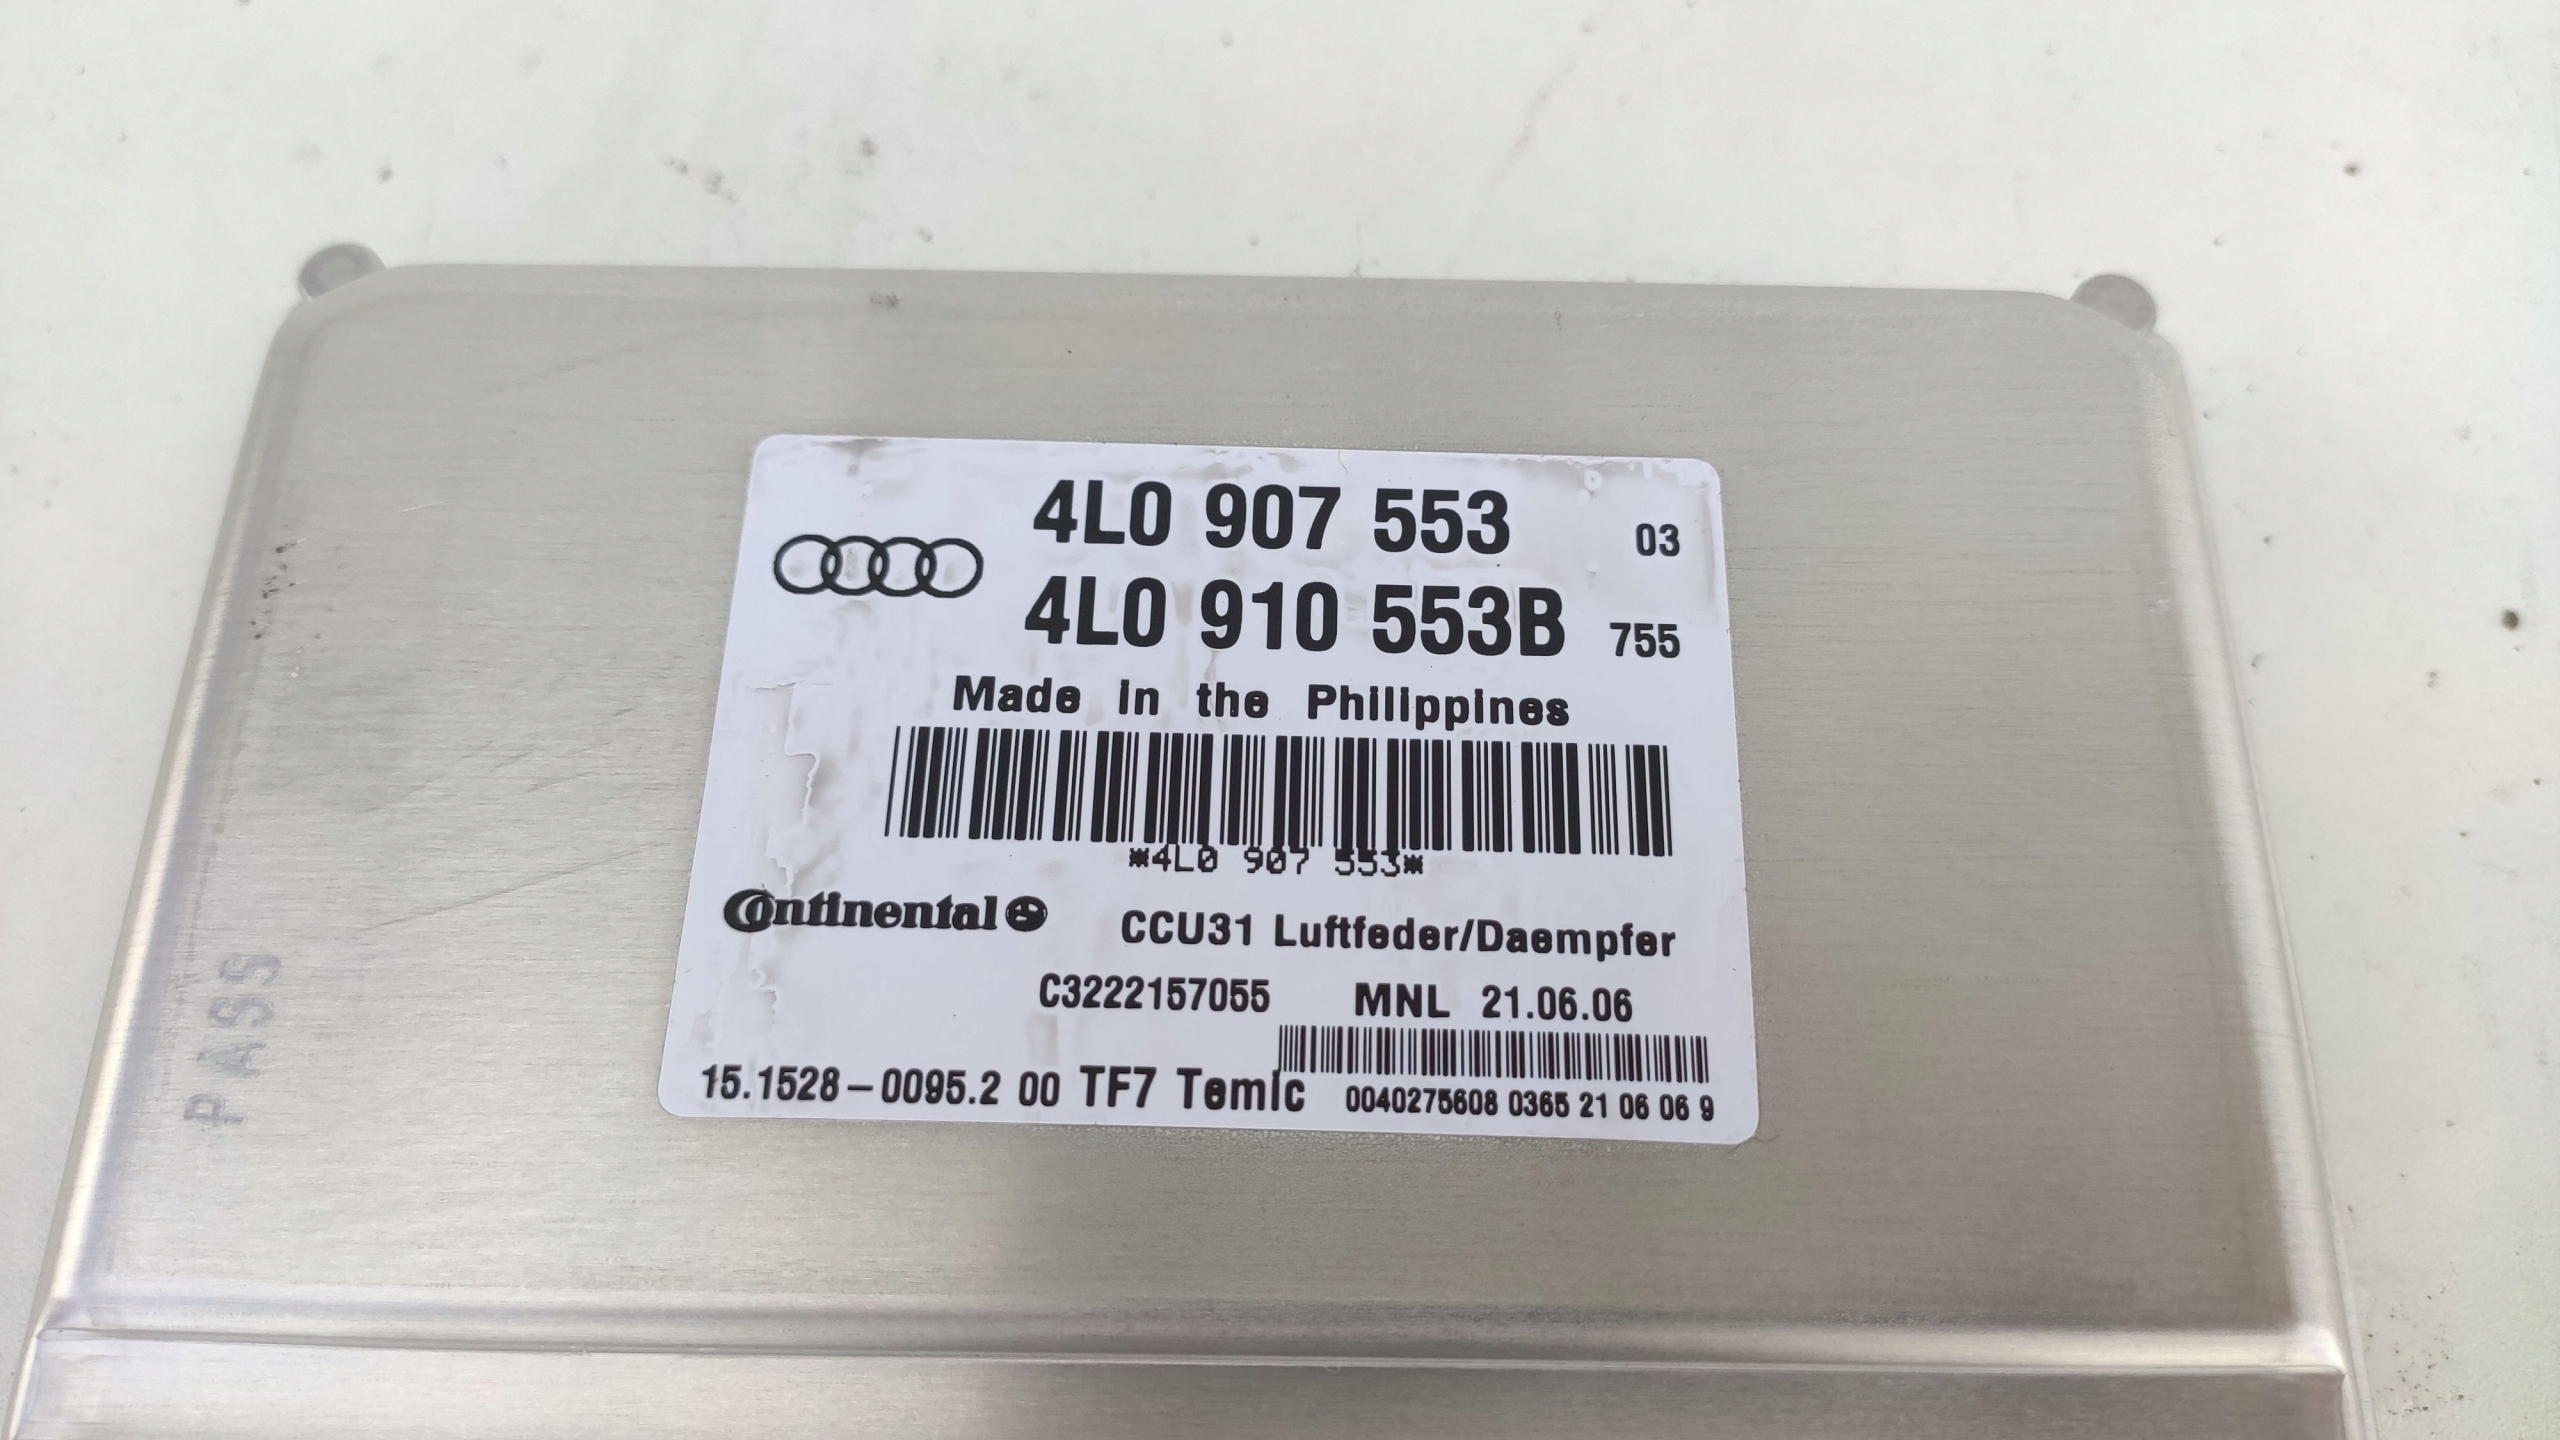 4L0 907 553 03
4L0 910 553B 755
Made in the Philippines
*4L0 907 553*
Continental
CCU31 Luftfeder/Daempfer
C3222157055 MNL 21.06.06
15.1528-0095.2 00 TF7 Temic 0040275608 0365 21 06 06 9
PASS